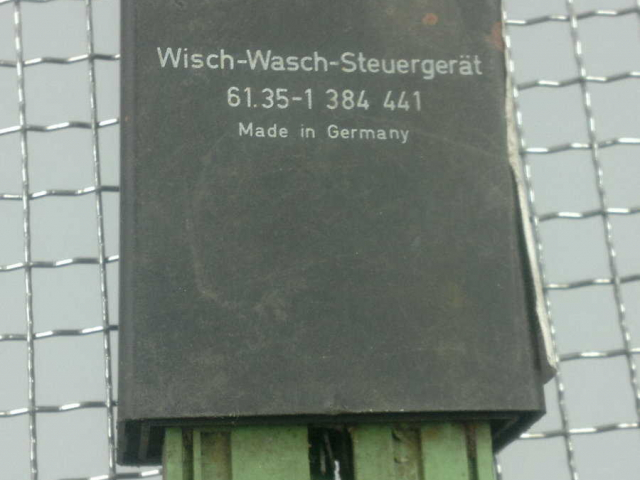 Wisch-Wasch-Steuergerät
61.35-1 384 441
Made in Germany